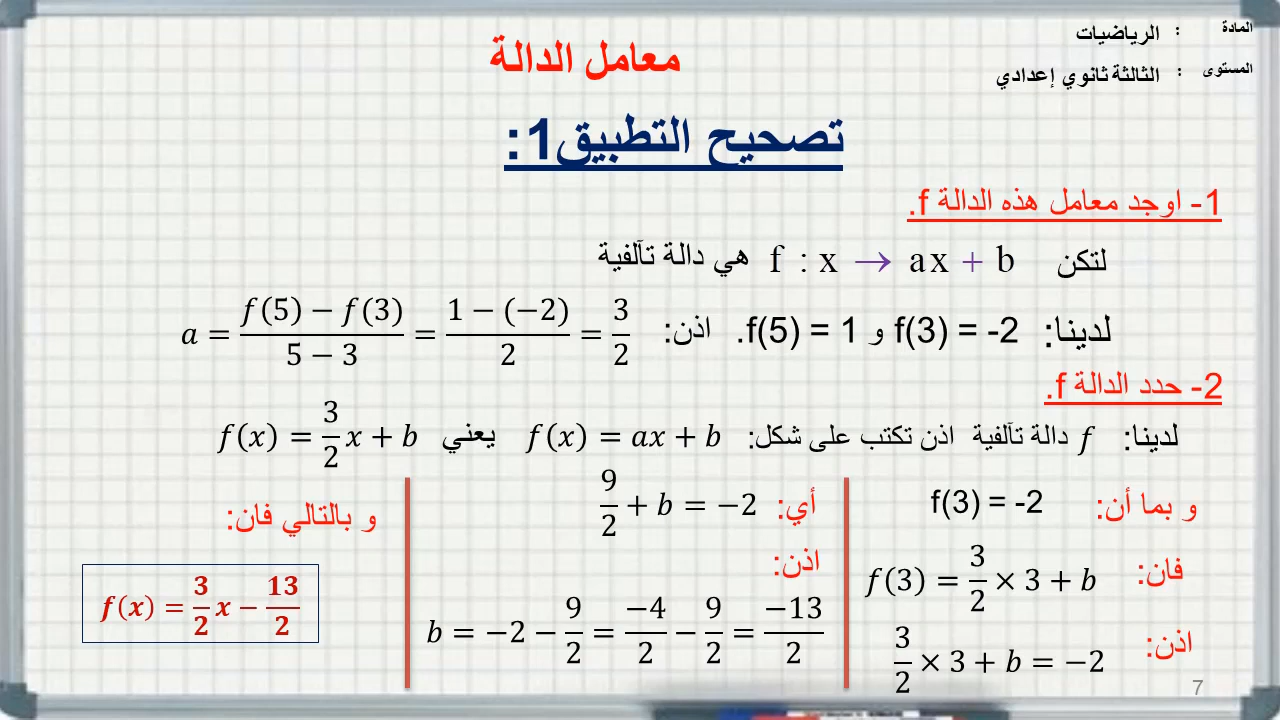 المادة : الرياضيات
المستوى : الثالثة ثانوي إعدادي
معامل الدالة
تصحيح التطبيق1:
1- اوجد معامل هذه الدالة f.
لتكن f : x → ax + b هي دالة تآلفية
لدينا: f(3) = -2 و f(5) = 1. اذن: a = (f(5) − f(3))/(5 − 3) = (1 − (−2))/2 = 3/2
2- حدد الدالة f.
لدينا: f دالة تآلفية اذن تكتب على شكل: f(x) = ax + b يعني f(x) = 3/2 x + b
و بما أن: f(3) = -2
فان: f(3) = 3/2 × 3 + b
اذن: 3/2 × 3 + b = −2
أي: 9/2 + b = −2
اذن:
b = −2 − 9/2 = −4/2 − 9/2 = −13/2
و بالتالي فان:
f(x) = 3/2 x − 13/2
7